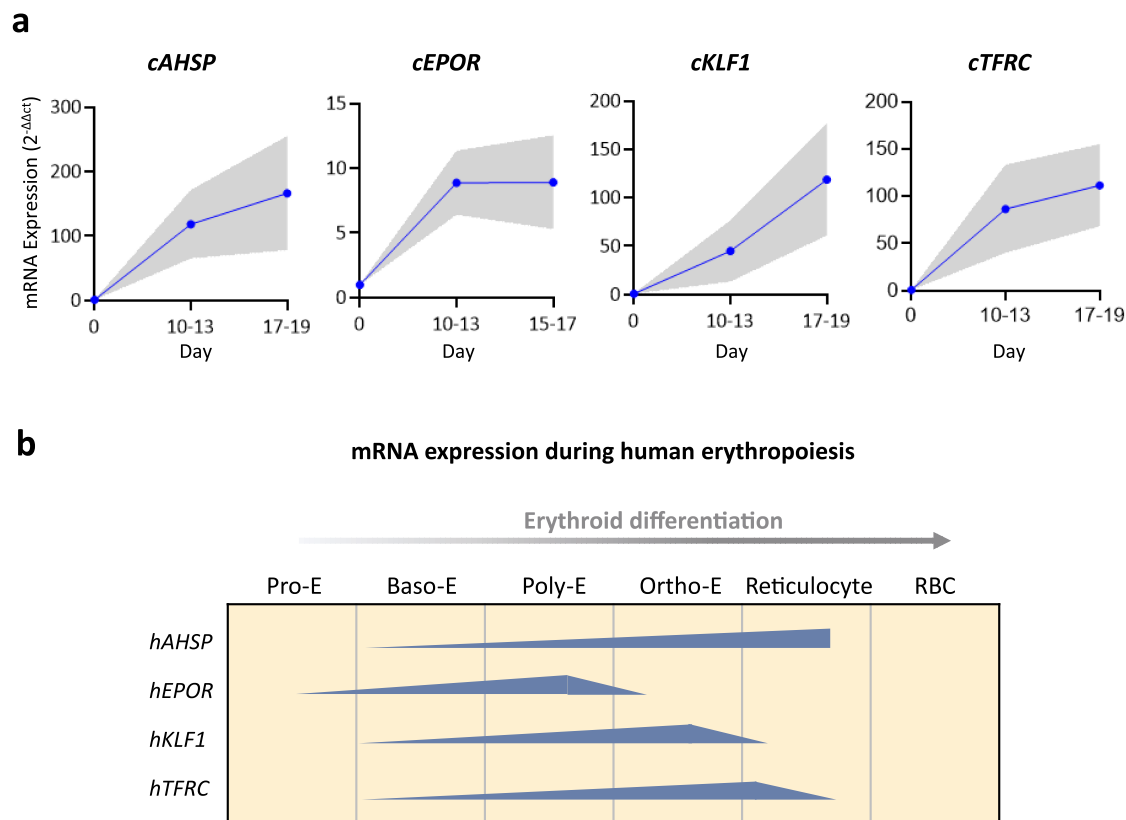 a
cAHSP
cEPOR
cKLF1
cTFRC
mRNA Expression (2-ΔΔct)
300
200
100
0
0
10-13
17-19
Day
15
10
5
0
0
10-13
15-17
Day
200
150
100
50
0
0
10-13
17-19
Day
200
150
100
50
0
0
10-13
17-19
Day
b
mRNA expression during human erythropoiesis
Erythroid differentiation
Pro-E Baso-E Poly-E Ortho-E Reticulocyte RBC
hAHSP
hEPOR
hKLF1
hTFRC